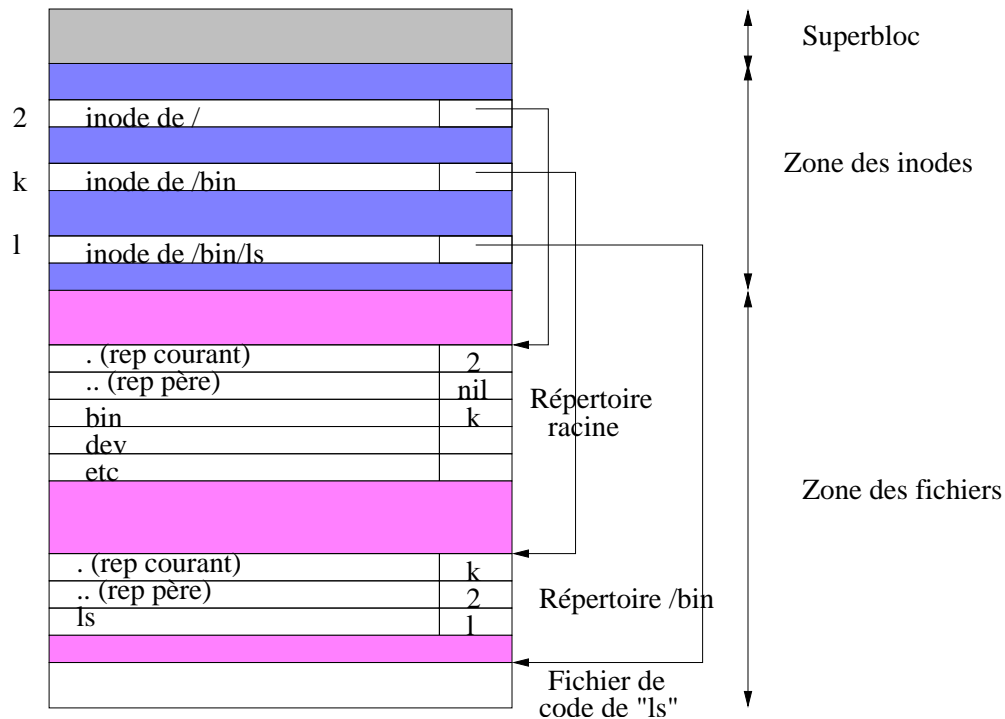 Superbloc
2 inode de /
Zone des inodes
k inode de /bin
l inode de /bin/ls
. (rep courant) 2
.. (rep père) nil
bin k
Répertoire
racine
dev
etc
Zone des fichiers
. (rep courant) k
.. (rep père) 2
Répertoire /bin
ls l
Fichier de
code de "ls"